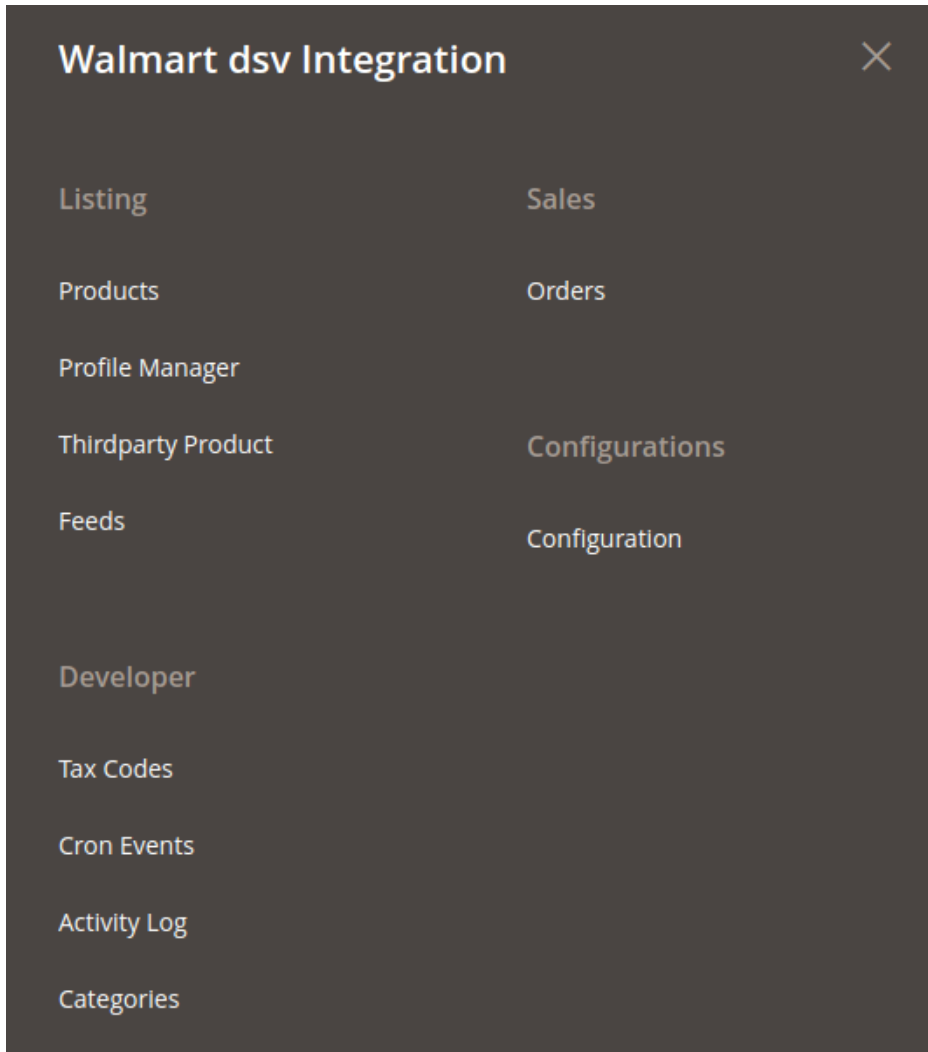 Walmart dsv Integration
Listing
Products
Profile Manager
Thirdparty Product
Feeds
Developer
Tax Codes
Cron Events
Activity Log
Categories
Sales
Orders
Configurations
Configuration